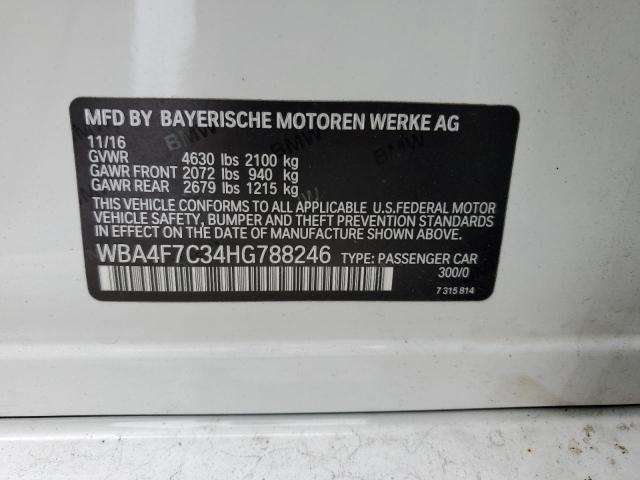 MFD BY BAYERISCHE MOTOREN WERKE AG
11/16
GVWR 4630 lbs 2100 kg
GAWR FRONT 2072 lbs 940 kg
GAWR REAR 2679 lbs 1215 kg
THIS VEHICLE CONFORMS TO ALL APPLICABLE U.S.FEDERAL MOTOR
VEHICLE SAFETY, BUMPER AND THEFT PREVENTION STANDARDS
IN EFFECT ON THE DATE OF MANUFACTURE SHOWN ABOVE
WBA4F7C34HG788246 TYPE: PASSENGER CAR
300/0
7 315 814